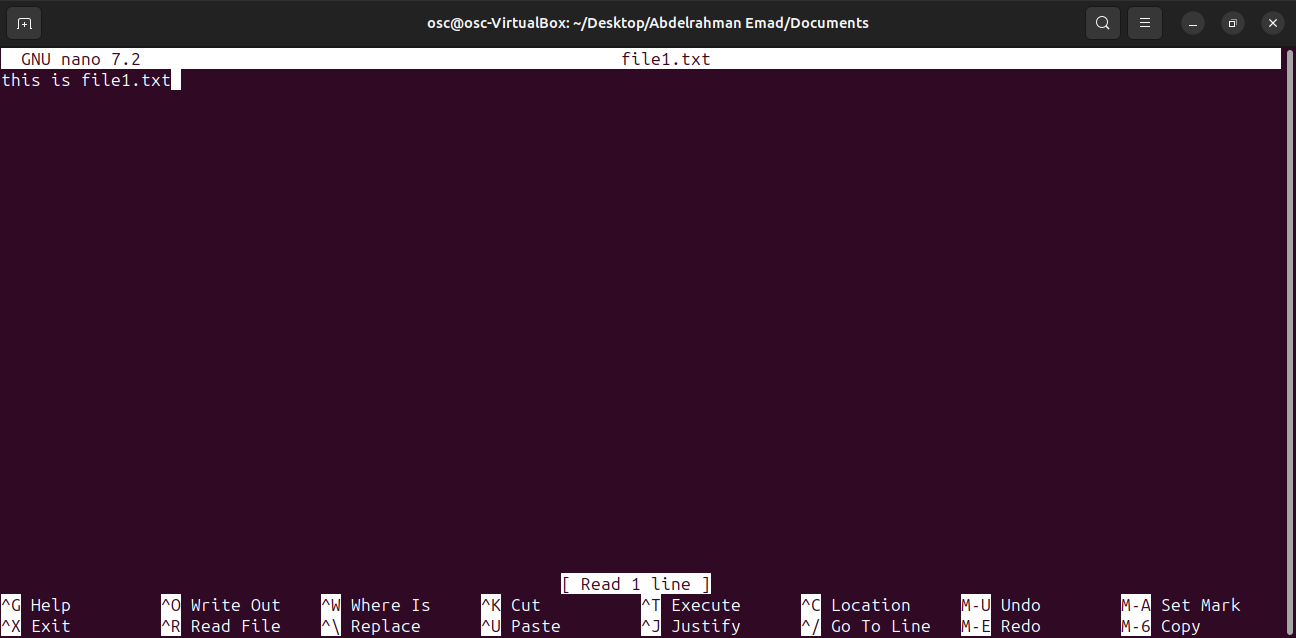 osc@osc-VirtualBox: ~/Desktop/Abdelrahman Emad/Documents
GNU nano 7.2 file1.txt
this is file1.txt
[ Read 1 line ]
^G Help ^O Write Out ^W Where Is ^K Cut ^T Execute ^C Location M-U Undo M-A Set Mark
^X Exit ^R Read File ^\ Replace ^U Paste ^J Justify ^/ Go To Line M-E Redo M-6 Copy